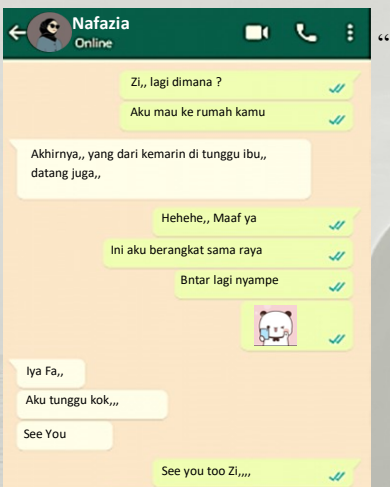 Nafazia
Online
“
Zi,, lagi dimana ?
Aku mau ke rumah kamu
Akhirnya,, yang dari kemarin di tunggu ibu,,
datang juga,,
Hehehe,, Maaf ya
Ini aku berangkat sama raya
Bntar lagi nyampe
Iya Fa,,
Aku tunggu kok,,,
See You
See you too Zi,,,,